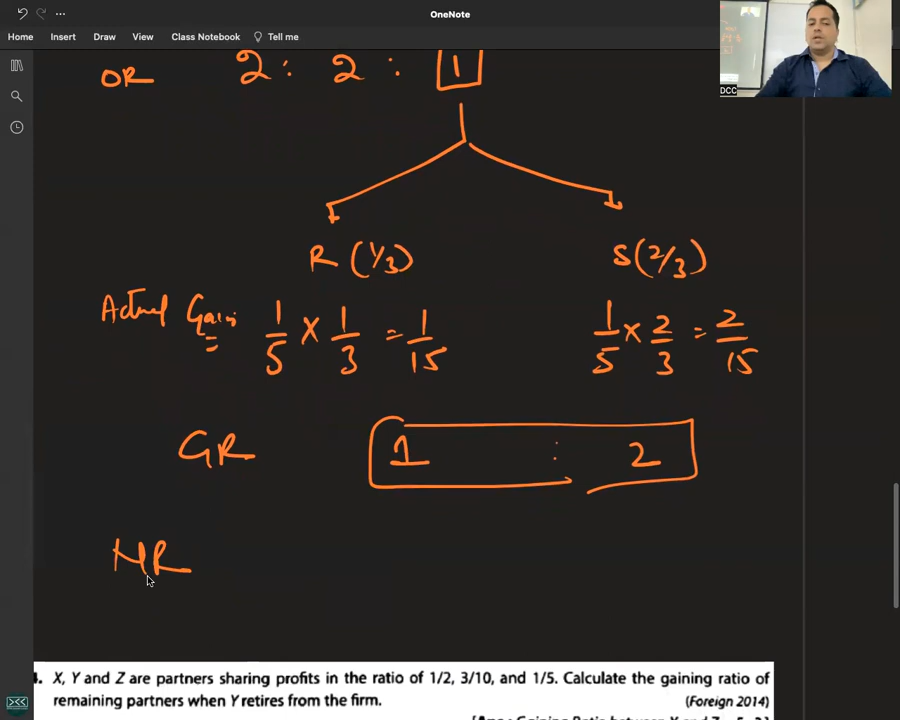 OneNote
Home Insert Draw View Class Notebook Tell me
DCC
OR 2 : 2 : 1
R (1/3) S (2/3)
Actual Gain 1/5 X 1/3 = 1/15 1/5 X 2/3 = 2/15
GR 1 : 2
NR
. X, Y and Z are partners sharing profits in the ratio of 1/2, 3/10, and 1/5. Calculate the gaining ratio of
remaining partners when Y retires from the firm. (Foreign 2014)